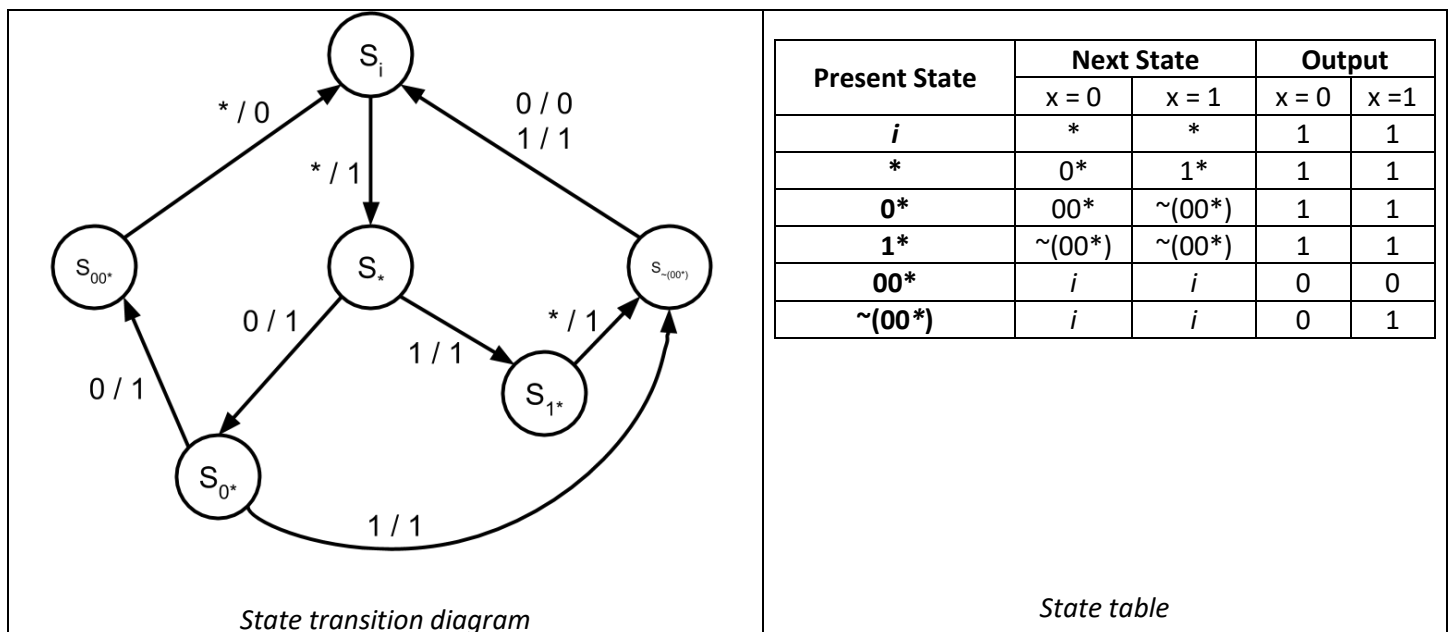 S_i
* / 0
0 / 0
1 / 1
* / 1
S_00*
S_*
S_~(00*)
0 / 1
1 / 1
* / 1
0 / 1
S_1*
S_0*
1 / 1
State transition diagram
Present State Next State Output
x = 0 x = 1 x = 0 x =1
i * * 1 1
* 0* 1* 1 1
0* 00* ~(00*) 1 1
1* ~(00*) ~(00*) 1 1
00* i i 0 0
~(00*) i i 0 1
State table